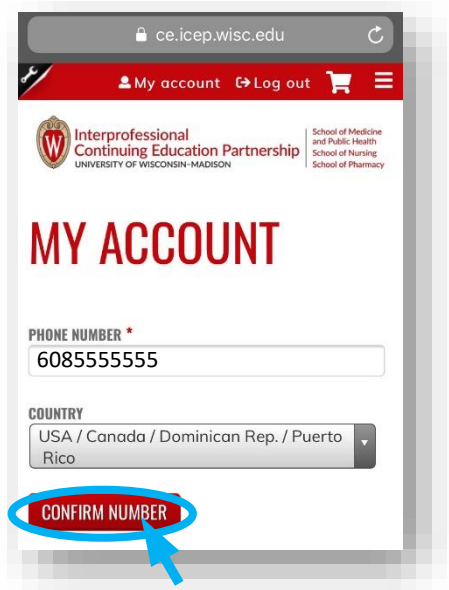 ce.icep.wisc.edu
My account Log out
W
Interprofessional
Continuing Education Partnership
UNIVERSITY OF WISCONSIN–MADISON
School of Medicine
and Public Health
School of Nursing
School of Pharmacy
MY ACCOUNT
PHONE NUMBER *
6085555555
COUNTRY
USA / Canada / Dominican Rep. / Puerto
Rico
CONFIRM NUMBER